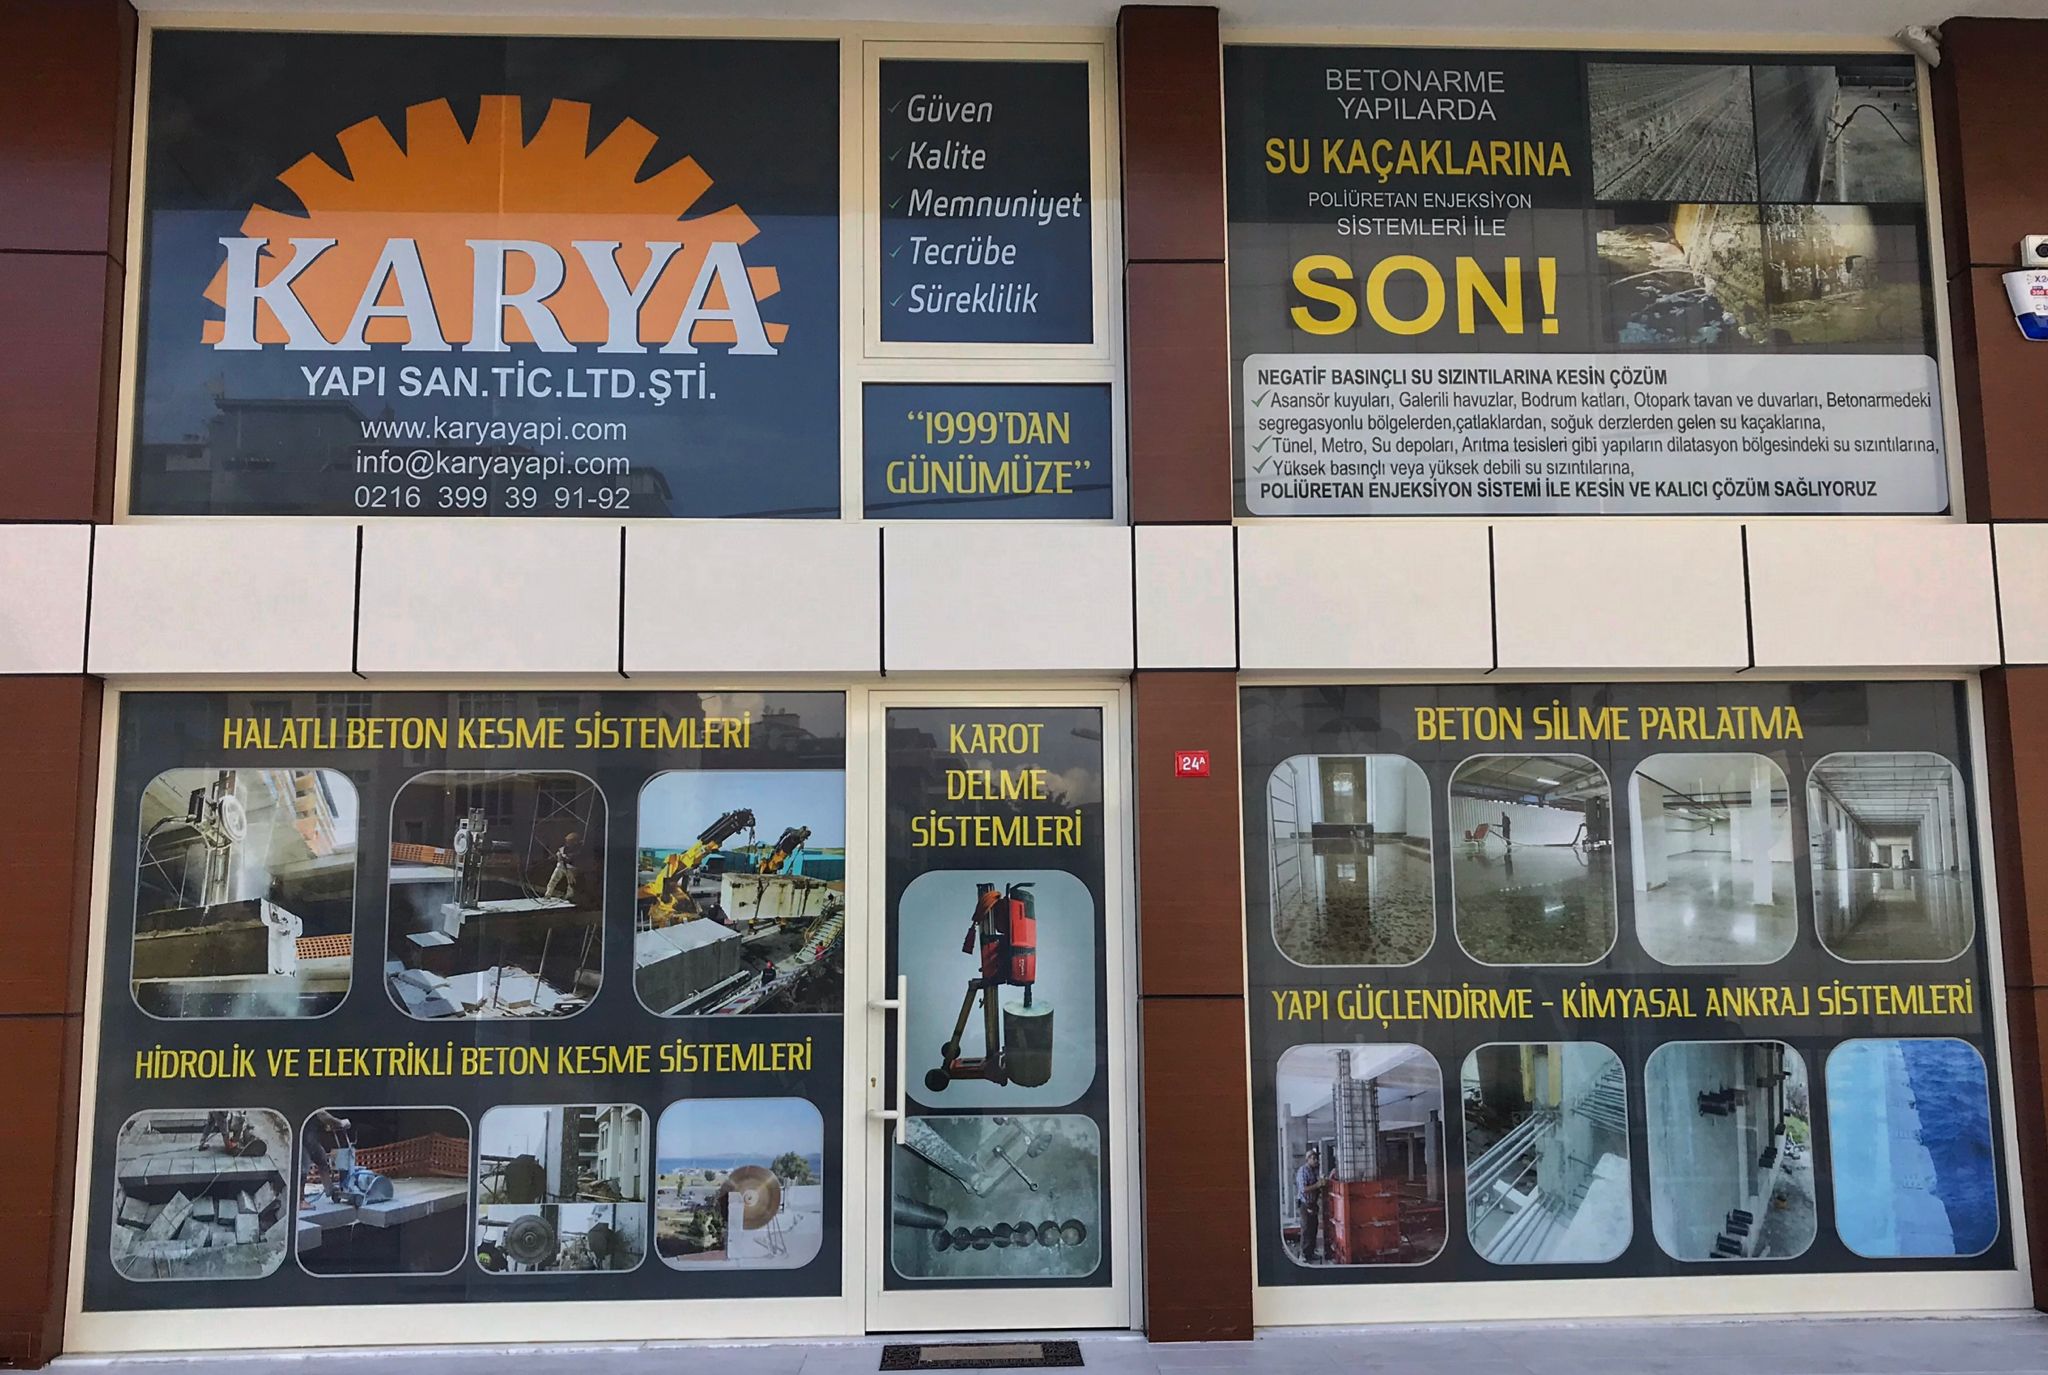 KARYA
YAPI SAN.TİC.LTD.ŞTİ.
www.karyayapi.com
info@karyayapi.com
0216 399 39 91-92
Güven
Kalite
Memnuniyet
Tecrübe
Süreklilik
“1999'DAN
GÜNÜMÜZE”
BETONARME
YAPILARDA
SU KAÇAKLARINA
POLİÜRETAN ENJEKSİYON
SİSTEMLERİ İLE
SON!
NEGATİF BASINÇLI SU SIZINTILARINA KESİN ÇÖZÜM
Asansör kuyuları, Galerili havuzlar, Bodrum katları, Otopark tavan ve duvarları, Betonarmedeki
segregasyonlu bölgelerden,çatlaklardan, soğuk derzlerden gelen su kaçaklarına,
Tünel, Metro, Su depoları, Arıtma tesisleri gibi yapıların dilatasyon bölgesindeki su sızıntılarına,
Yüksek basınçlı veya yüksek debili su sızıntılarına,
POLİÜRETAN ENJEKSİYON SİSTEMİ İLE KESİN VE KALICI ÇÖZÜM SAĞLIYORUZ
HALATLI BETON KESME SİSTEMLERİ
HİDROLİK VE ELEKTRİKLİ BETON KESME SİSTEMLERİ
KAROT
DELME
SİSTEMLERİ
24A
BETON SİLME PARLATMA
YAPI GÜÇLENDİRME - KİMYASAL ANKRAJ SİSTEMLERİ